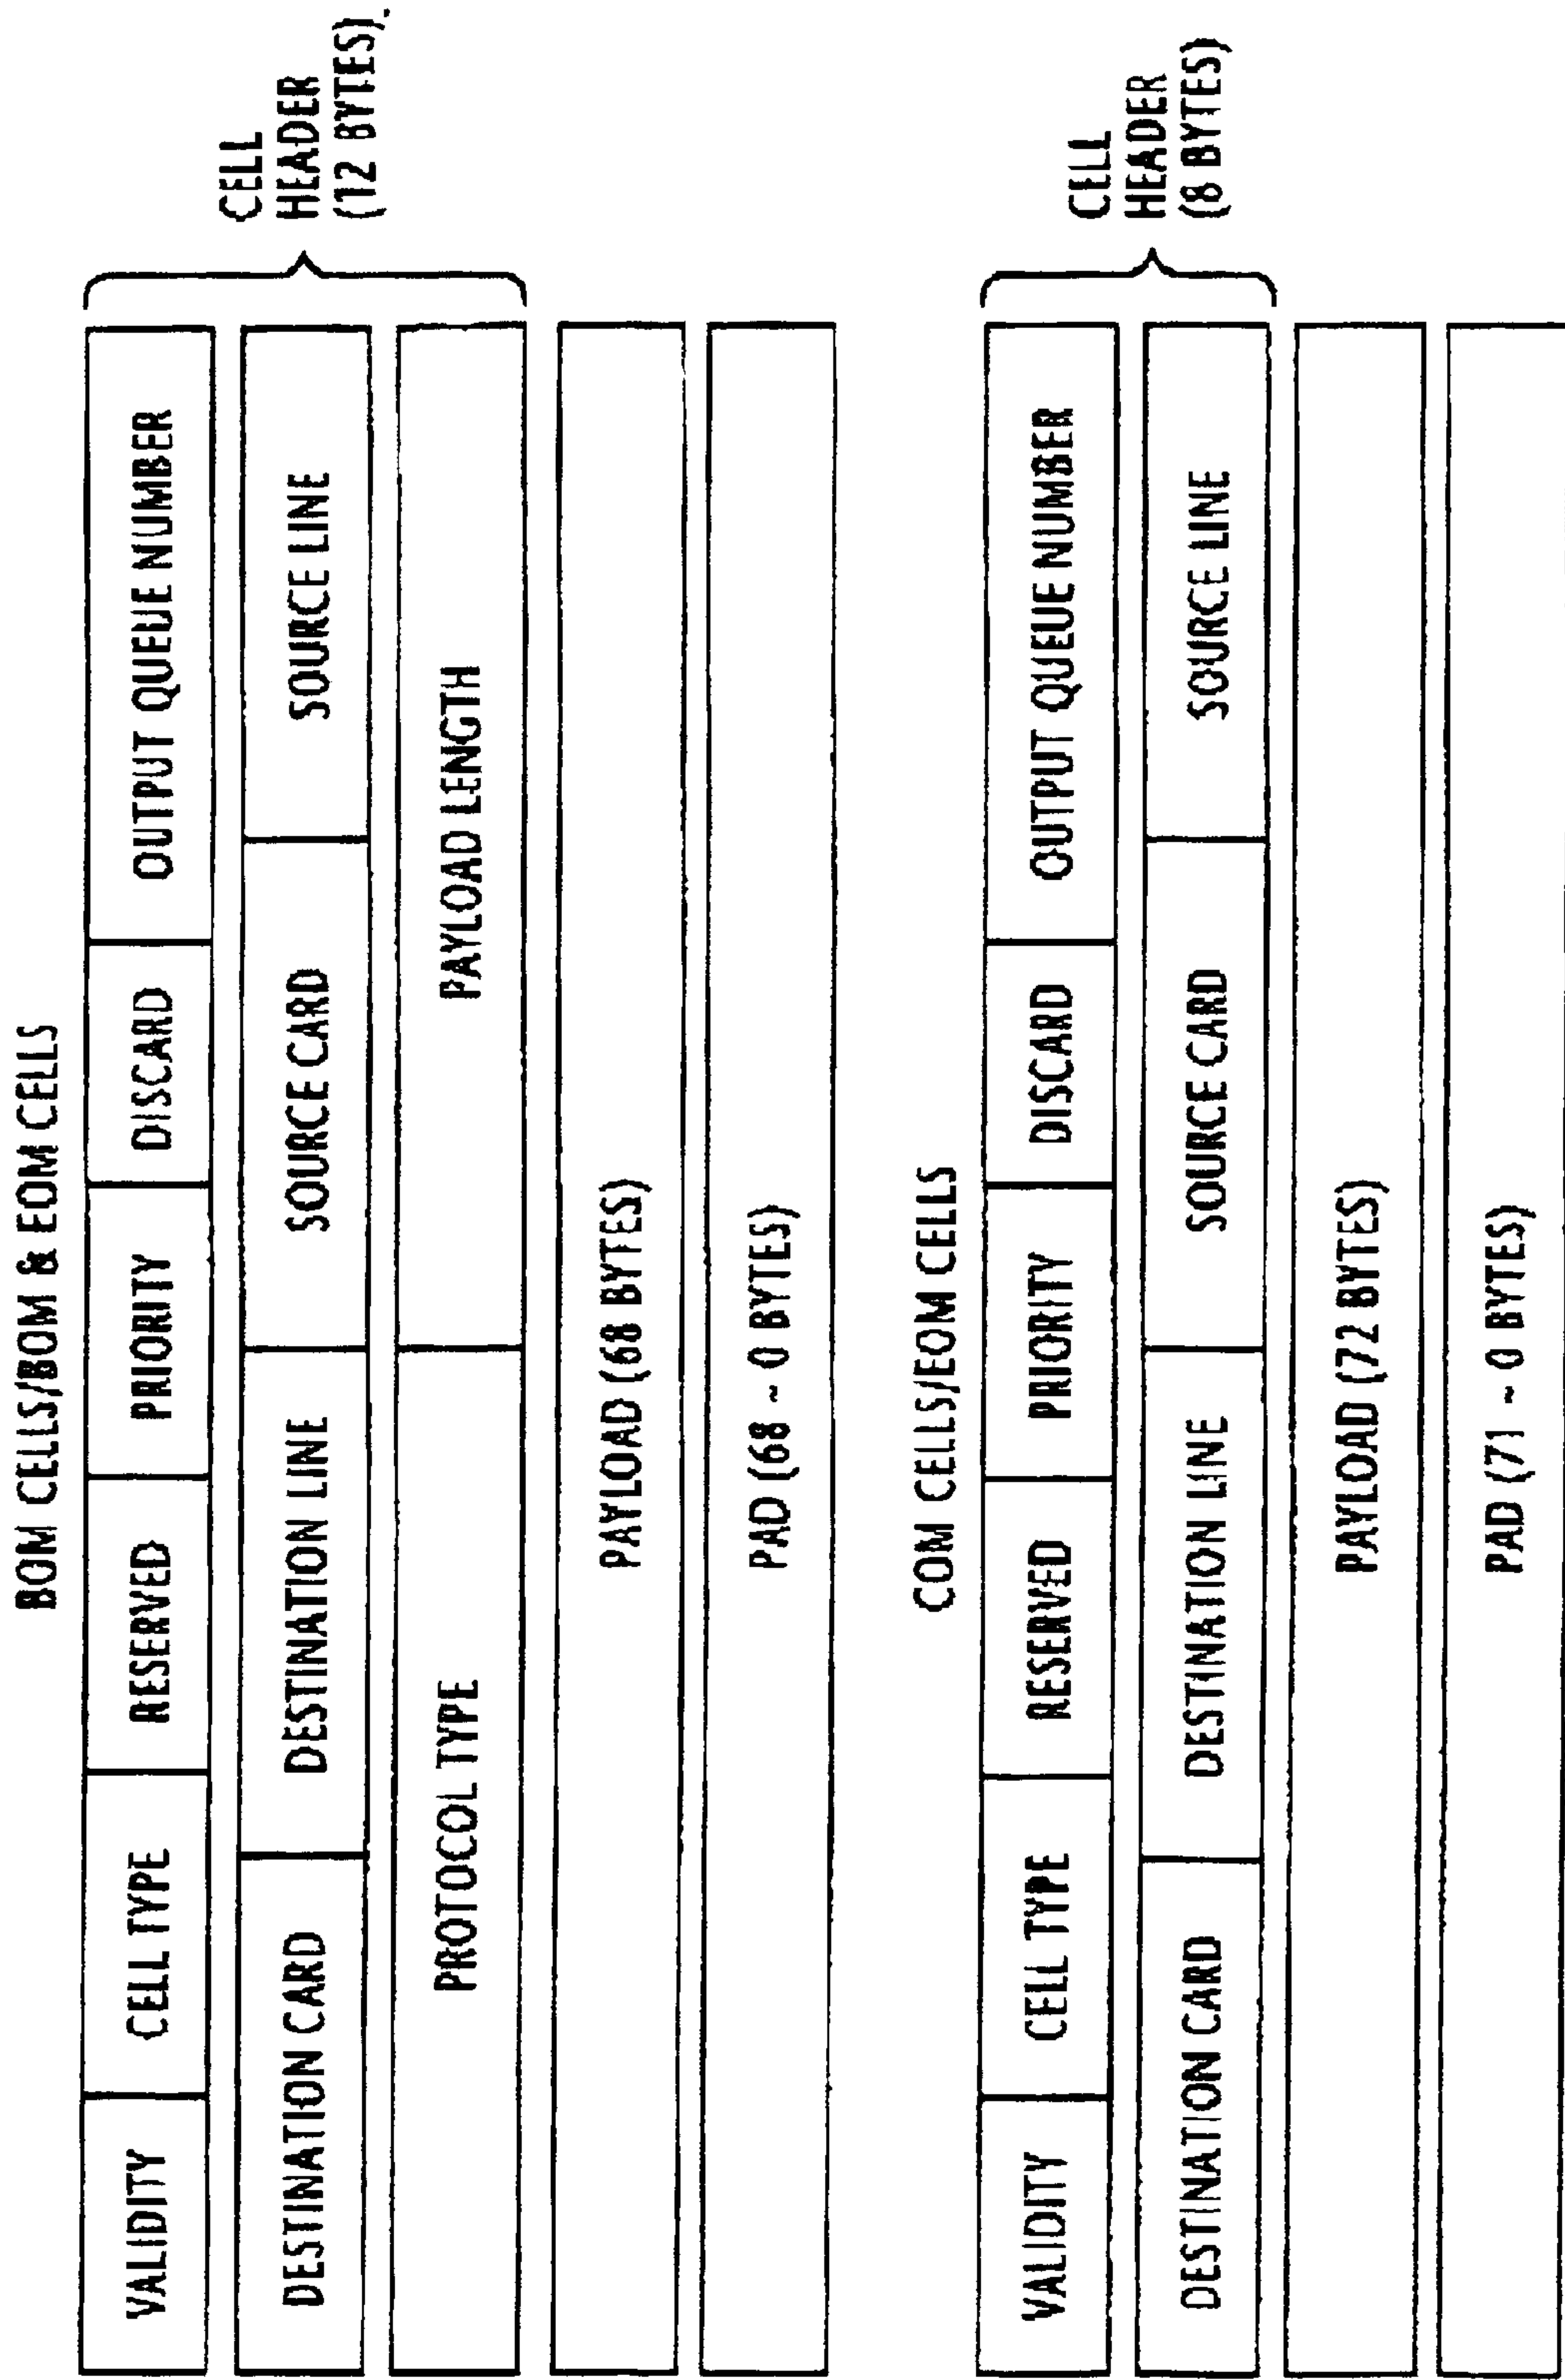 BOM CELLS/BOM & EOM CELLS
VALIDITY CELL TYPE RESERVED PRIORITY DISCARD OUTPUT QUEUE NUMBER
DESTINATION CARD DESTINATION LINE SOURCE CARD SOURCE LINE
PROTOCOL TYPE PAYLOAD LENGTH
CELL
HEADER
(12 BYTES)
PAYLOAD (68 BYTES)
PAD (68 ~ 0 BYTES)
COM CELLS/EOM CELLS
VALIDITY CELL TYPE RESERVED PRIORITY DISCARD OUTPUT QUEUE NUMBER
DESTINATION CARD DESTINATION LINE SOURCE CARD SOURCE LINE
CELL
HEADER
(8 BYTES)
PAYLOAD (72 BYTES)
PAD (71 ~ 0 BYTES)